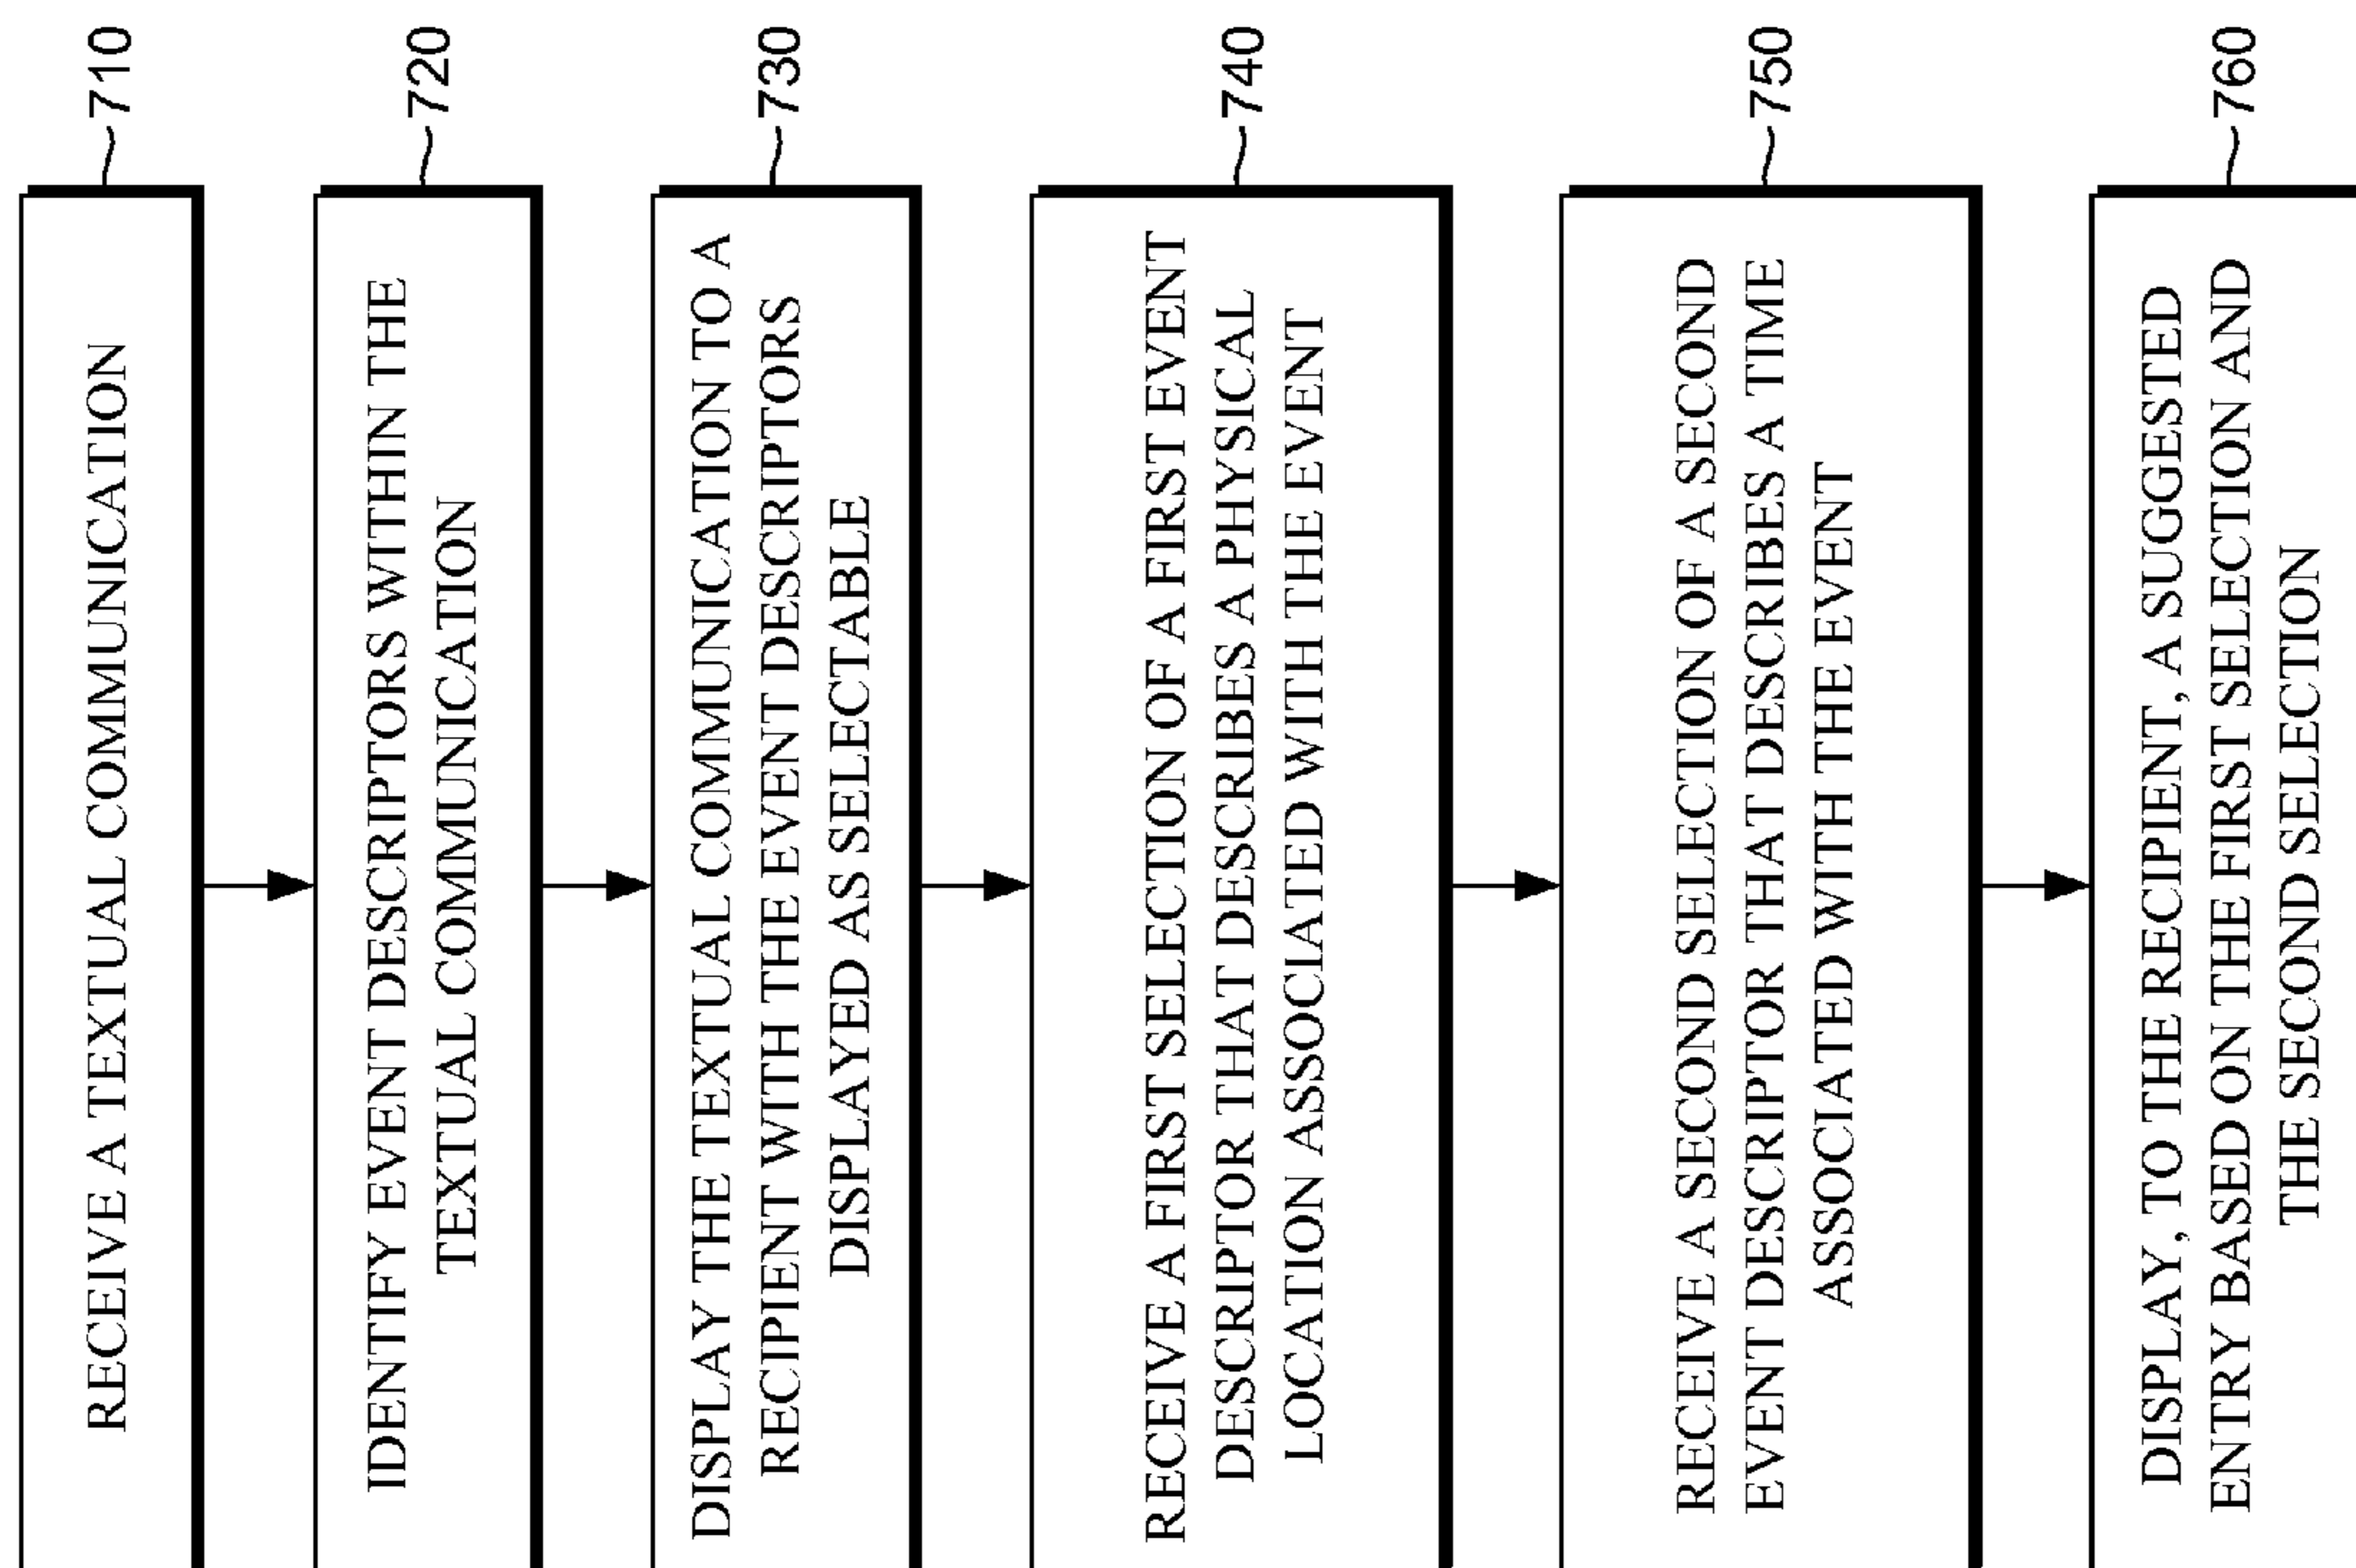 RECEIVE A TEXTUAL COMMUNICATION
710
IDENTIFY EVENT DESCRIPTORS WITHIN THE
TEXTUAL COMMUNICATION
720
DISPLAY THE TEXTUAL COMMUNICATION TO A
RECIPIENT WITH THE EVENT DESCRIPTORS
DISPLAYED AS SELECTABLE
730
RECEIVE A FIRST SELECTION OF A FIRST EVENT
DESCRIPTOR THAT DESCRIBES A PHYSICAL
LOCATION ASSOCIATED WITH THE EVENT
740
RECEIVE A SECOND SELECTION OF A SECOND
EVENT DESCRIPTOR THAT DESCRIBES A TIME
ASSOCIATED WITH THE EVENT
750
DISPLAY, TO THE RECIPIENT, A SUGGESTED
ENTRY BASED ON THE FIRST SELECTION AND
THE SECOND SELECTION
760